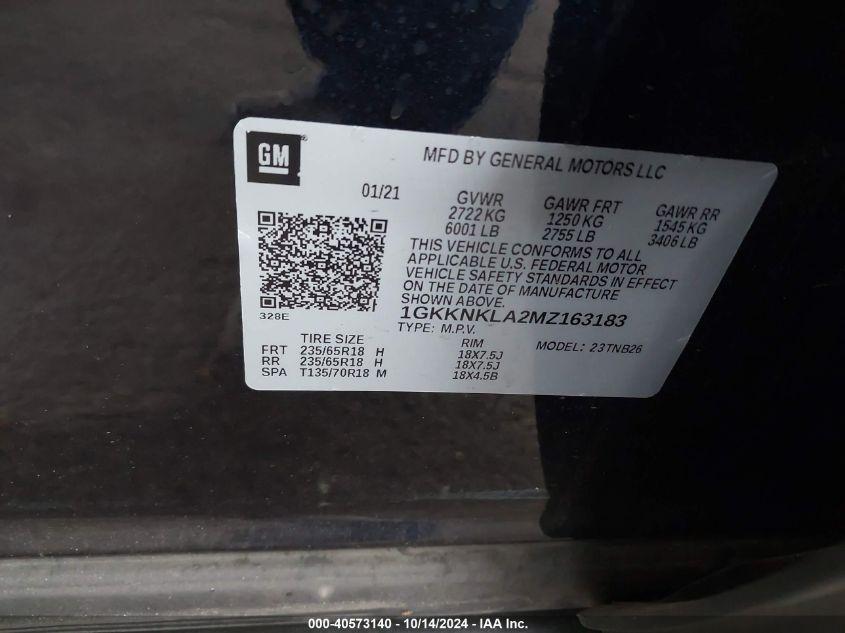 GM
MFD BY GENERAL MOTORS LLC
01/21
GVWR GAWR FRT GAWR RR
2722 KG 1250 KG 1545 KG
6001 LB 2755 LB 3406 LB
THIS VEHICLE CONFORMS TO ALL
APPLICABLE U.S. FEDERAL MOTOR
VEHICLE SAFETY STANDARDS IN EFFECT
ON THE DATE OF MANUFACTURE
SHOWN ABOVE.
328E
1GKKNKLA2MZ163183
TYPE: M.P.V.
TIRE SIZE RIM MODEL: 23TNB26
FRT 235/65R18 H 18X7.5J
RR 235/65R18 H 18X7.5J
SPA T135/70R18 M 18X4.5B
000-40573140 - 10/14/2024 - IAA Inc.